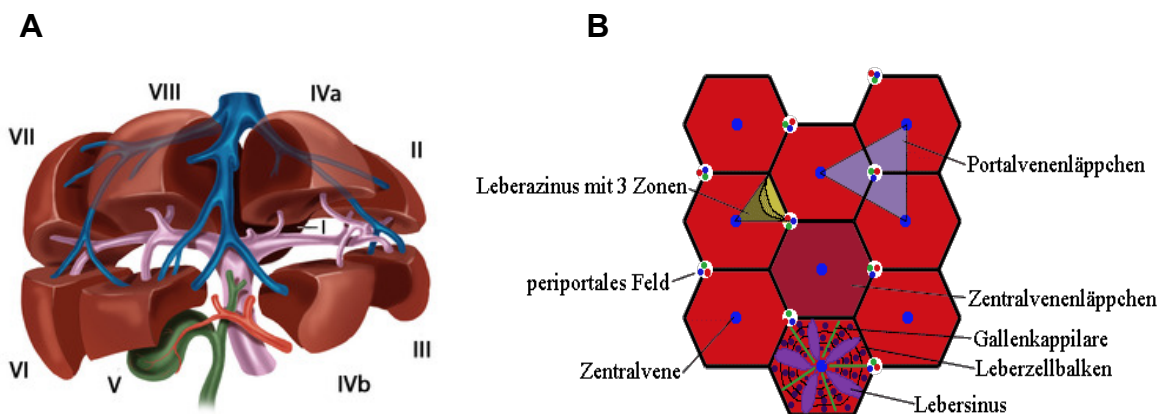 A
VIII
IVa
VII
II
I
VI
V
IVb
III
B
Portalvenenläppchen
Leberazinus mit 3 Zonen
periportales Feld
Zentralvenenläppchen
Gallenkappilare
Leberzellbalken
Zentralvene
Lebersinus